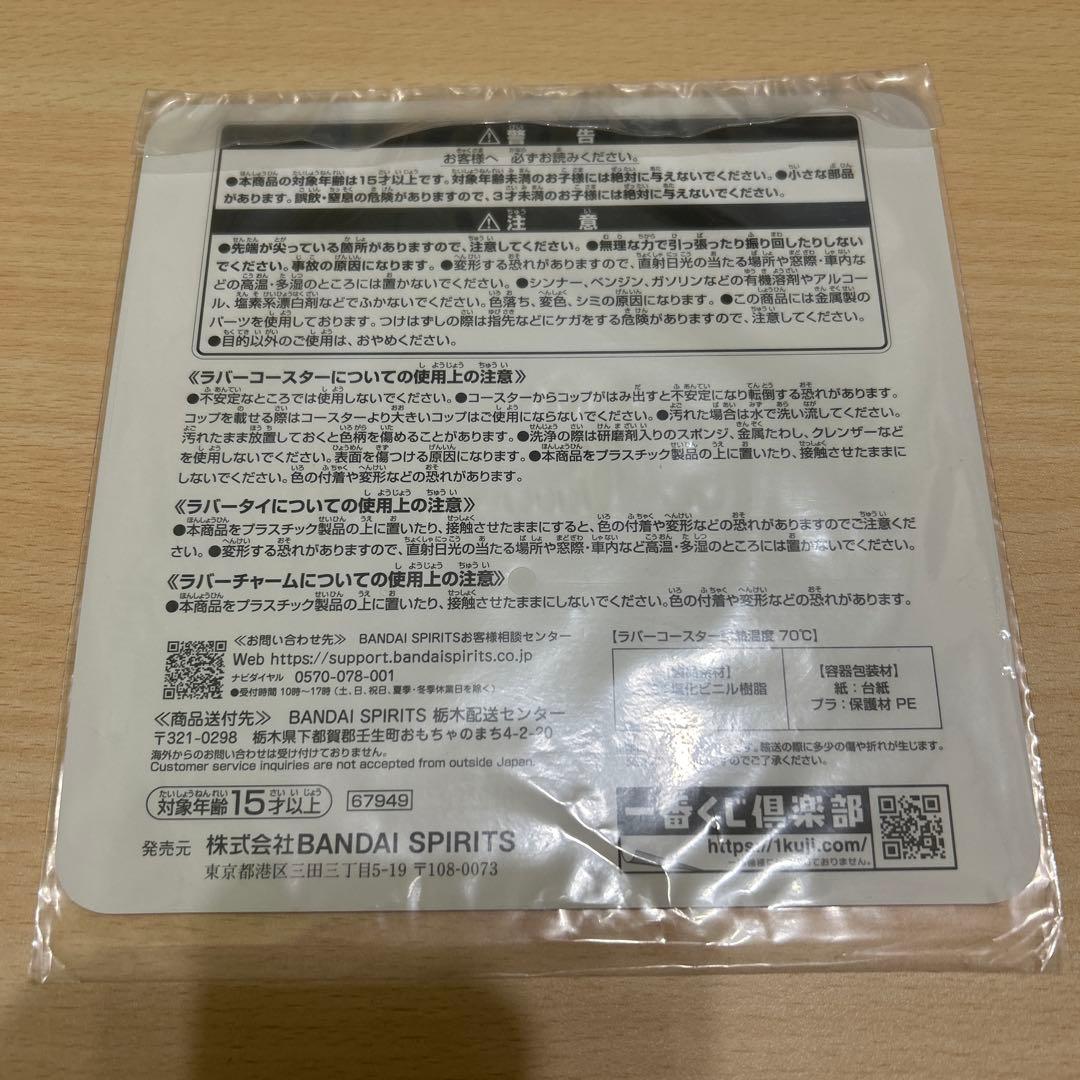 ⚠警告
お客様へ 必ずお読みください。
●本商品の対象年齢は15才以上です。対象年齢未満のお子様には絶対に与えないでください。●小さな部品
があります。誤飲・窒息の危険がありますので、3才未満のお子様には絶対に与えないでください。
⚠注意
●先端が尖っている箇所がありますので、注意してください。●無理な力で引っ張ったり振り回したりしない
でください。事故の原因になります。●変形する恐れがありますので、直射日光の当たる場所や窓際・車内な
どの高温・多湿のところには置かないでください。●シンナー、ベンジン、ガソリンなどの有機溶剤やアルコー
ル、塩素系漂白剤などでふかないでください。色落ち、変色、シミの原因になります。●この商品には金属製の
パーツを使用しております。つけはずしの際は指先などにケガをする危険がありますので、注意してください。
●目的以外のご使用は、おやめください。
《ラバーコースターについての使用上の注意》
●不安定なところでは使用しないでください。●コースターからコップがはみ出すと不安定になり転倒する恐れがあります。
コップを載せる際はコースターより大きいコップはご使用にならないでください。●汚れた場合は水で洗い流してください。
汚れたまま放置しておくと色柄を傷めることがあります。●洗浄の際は研磨剤入りのスポンジ、金属たわし、クレンザーなど
を使用しないでください。表面を傷つける原因になります。●本商品をプラスチック製品の上に置いたり、接触させたままに
しないでください。色の付着や変形などの恐れがあります。
《ラバータイについての使用上の注意》
●本商品をプラスチック製品の上に置いたり、接触させたままにすると、色の付着や変形などの恐れがありますのでご注意くだ
さい。●変形する恐れがありますので、直射日光の当たる場所や窓際・車内など高温・多湿のところには置かないでください。
《ラバーチャームについての使用上の注意》
●本商品をプラスチック製品の上に置いたり、接触させたままにしないでください。色の付着や変形などの恐れがあります。
≪お問い合わせ先≫ BANDAI SPIRITSお客様相談センター
Web https://support.bandaispirits.co.jp
ナビダイヤル 0570-078-001
●受付時間 10時〜17時(土、日、祝日、夏季・冬季休業日を除く)
≪商品送付先≫ BANDAI SPIRITS 栃木配送センター
〒321-0298 栃木県下都賀郡壬生町おもちゃのまち4-2-20
海外からのお問い合わせは受け付けておりません。
Customer service inquiries are not accepted from outside Japan.
【ラバーコースター 温度 70℃】
塩化ビニル樹脂
【容器包装材】
紙:台紙
プラ:保護材 PE
輸送の際に多少の傷や折れが生じます。
のでご了承ください。
対象年齢15才以上
67949
発売元 株式会社BANDAI SPIRITS
東京都港区三田三丁目5-19 〒108-0073
一番くじ倶楽部
https://1kuji.com/